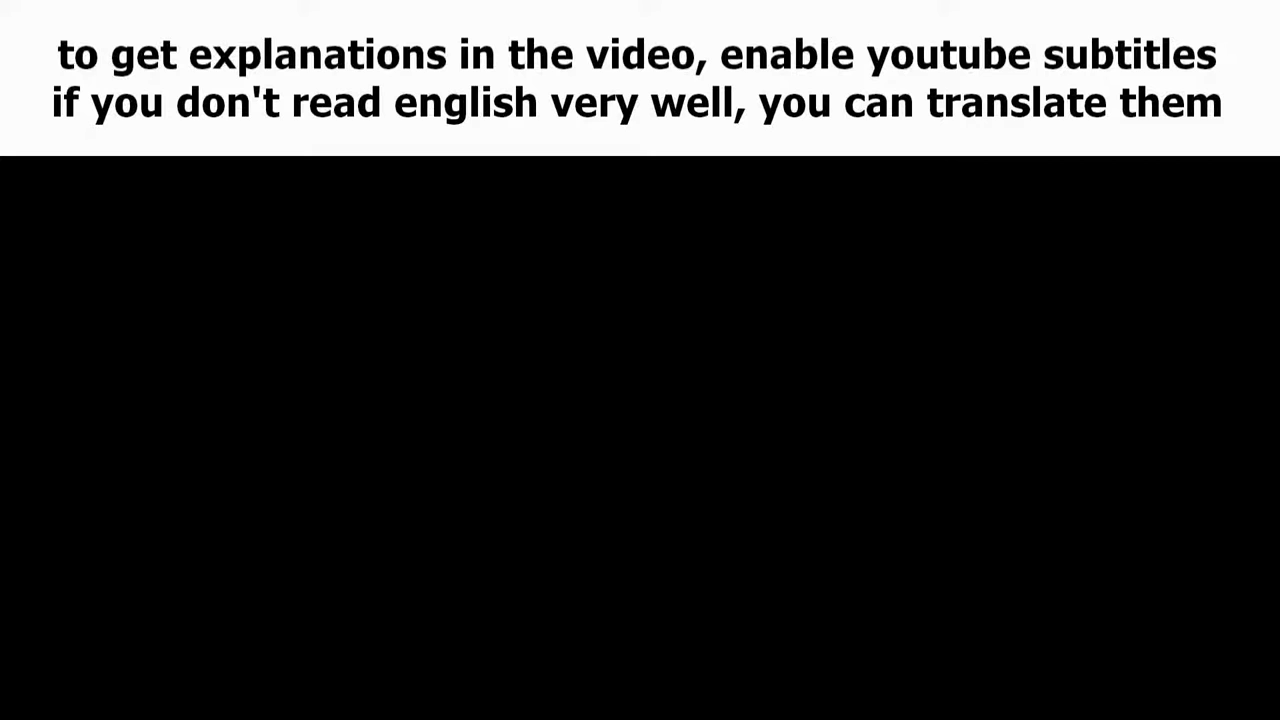 to get explanations in the video, enable youtube subtitles
if you don't read english very well, you can translate them